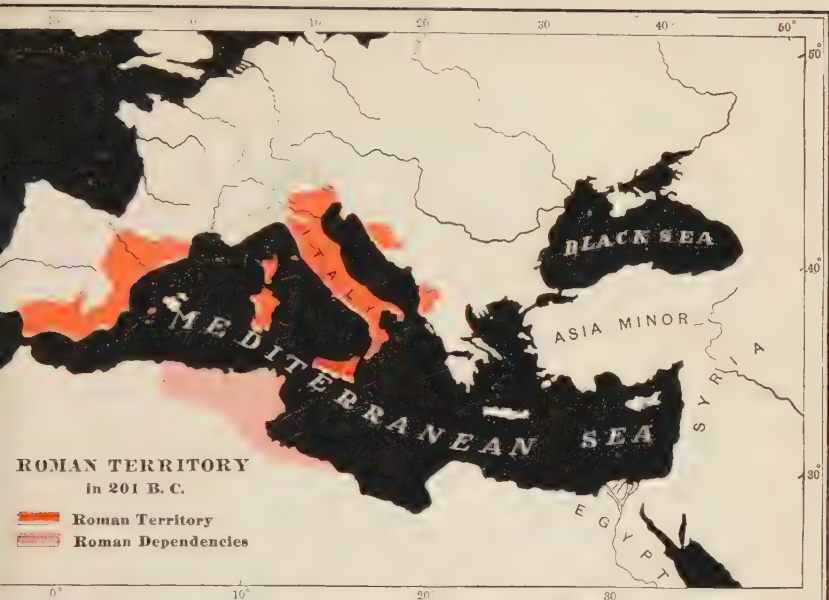 10° 20° 30 40° 50°
50°
BLACK SEA
ITALY
40°
ASIA MINOR
MEDITERRANEAN SEA
SYRIA
ROMAN TERRITORY
in 201 B. C.
30°
Roman Territory
EGYPT
Roman Dependencies
0° 10° 20° 30